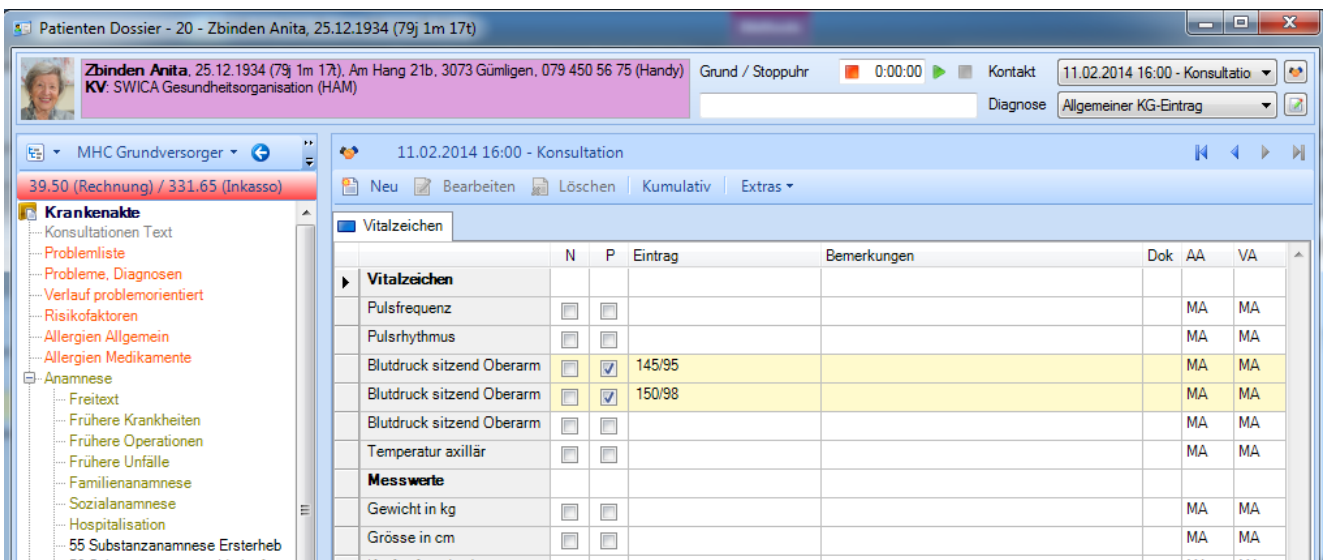 Patienten Dossier - 20 - Zbinden Anita, 25.12.1934 (79j 1m 17t)
Zbinden Anita, 25.12.1934 (79j 1m 17t), Am Hang 21b, 3073 Gümligen, 079 450 56 75 (Handy)
KV: SWICA Gesundheitsorganisation (HAM)
Grund / Stoppuhr
0:00:00
Kontakt
11.02.2014 16:00 - Konsultatio
Diagnose
Allgemeiner KG-Eintrag
MHC Grundversorger
39.50 (Rechnung) / 331.65 (Inkasso)
Krankenakte
Konsultationen Text
Problemliste
Probleme, Diagnosen
Verlauf problemorientiert
Risikofaktoren
Allergien Allgemein
Allergien Medikamente
Anamnese
Freitext
Frühere Krankheiten
Frühere Operationen
Frühere Unfälle
Familienanamnese
Sozialanamnese
Hospitalisation
55 Substanzanamnese Ersterheb
11.02.2014 16:00 - Konsultation
Neu Bearbeiten Löschen Kumulativ Extras
Vitalzeichen
N P Eintrag Bemerkungen Dok AA VA
Vitalzeichen
Pulsfrequenz MA MA
Pulsrhythmus MA MA
Blutdruck sitzend Oberarm 145/95 MA MA
Blutdruck sitzend Oberarm 150/98 MA MA
Blutdruck sitzend Oberarm MA MA
Temperatur axillär MA MA
Messwerte
Gewicht in kg MA MA
Grösse in cm MA MA